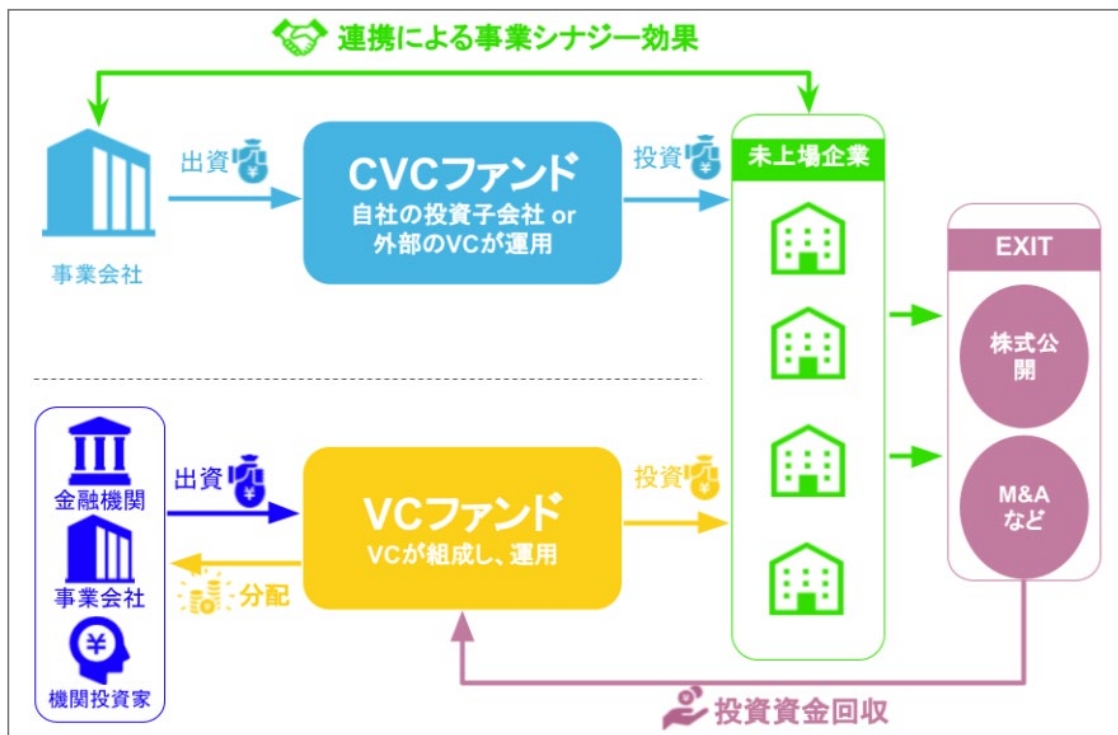 連携による事業シナジー効果
出資
¥
CVCファンド
自社の投資子会社 or
外部のVCが運用
投資
¥
未上場企業
事業会社
EXIT
株式公
開
M&A
など
金融機関
事業会社
¥
機関投資家
出資
¥
VCファンド
VCが組成し、運用
投資
¥
分配
¥
投資資金回収